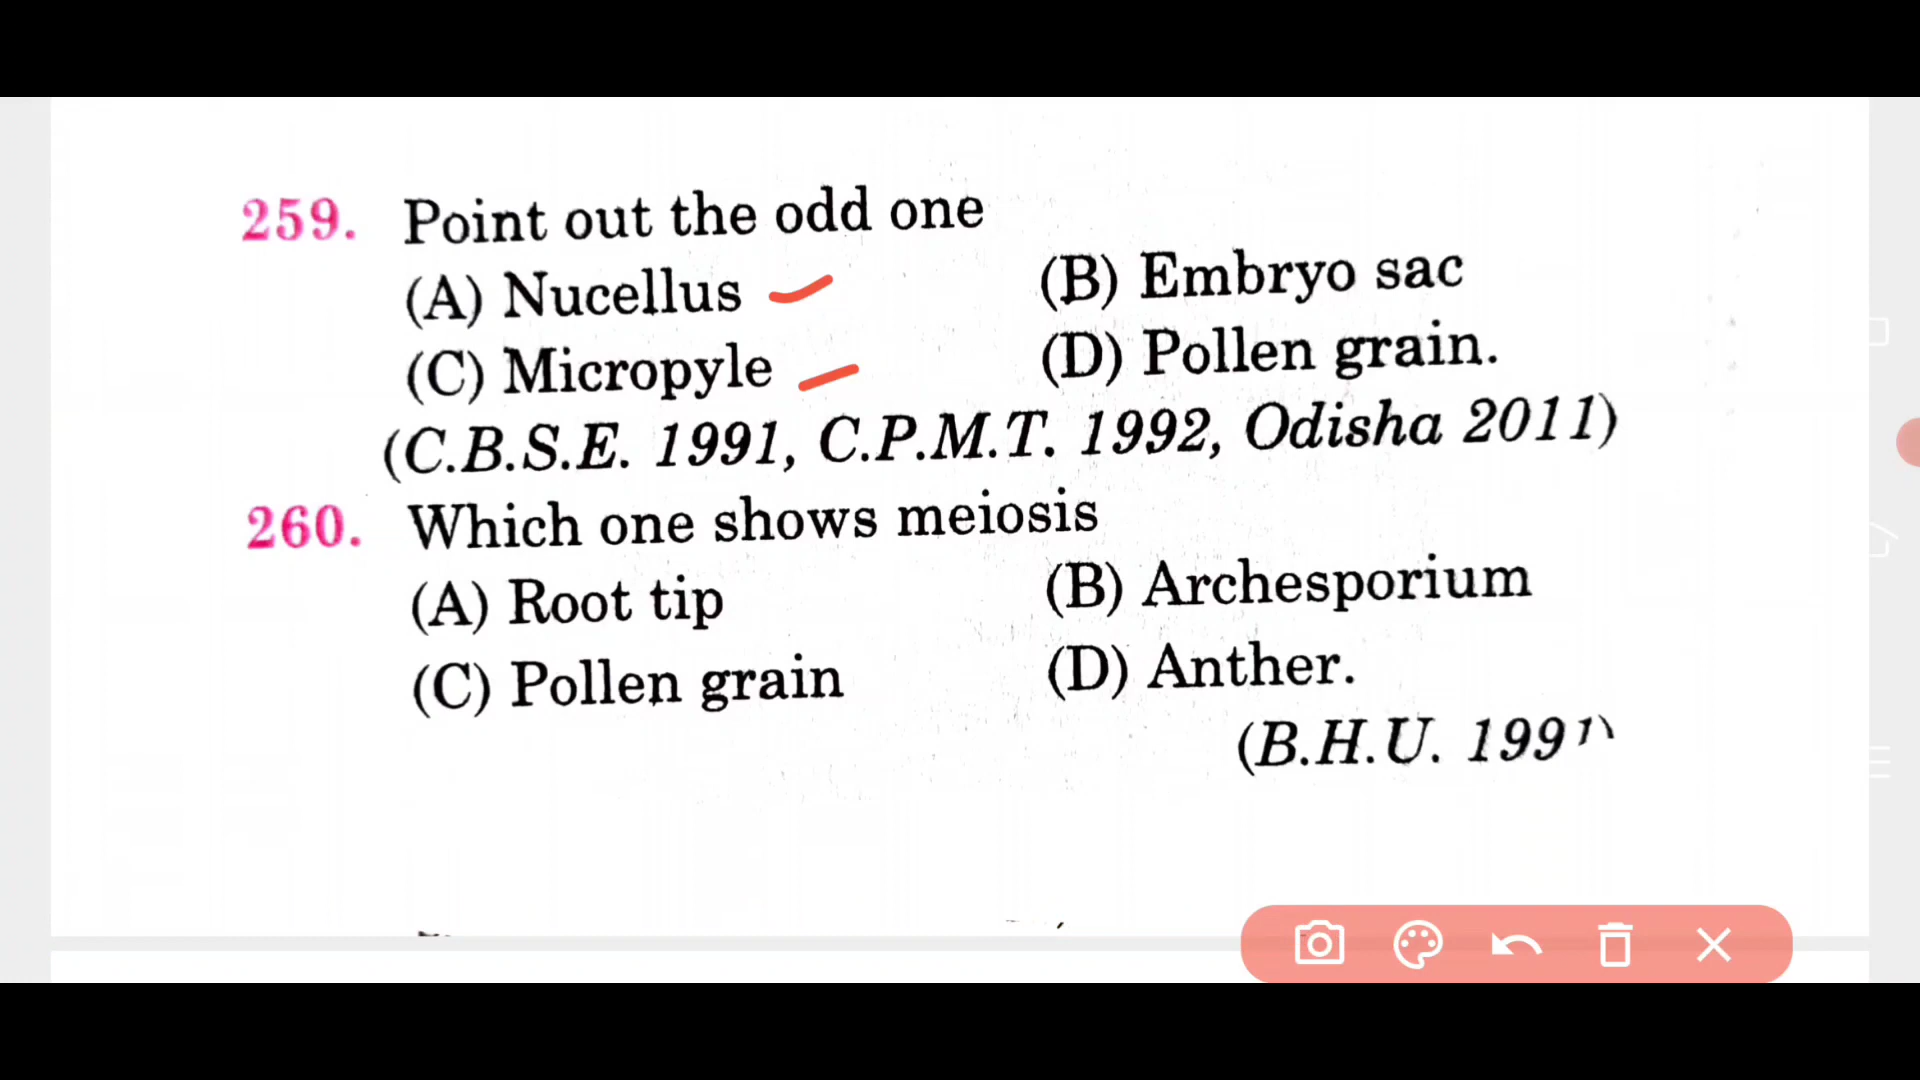 259. Point out the odd one
(A) Nucellus (B) Embryo sac
(C) Micropyle (D) Pollen grain.
(C.B.S.E. 1991, C.P.M.T. 1992, Odisha 2011)
260. Which one shows meiosis
(A) Root tip (B) Archesporium
(C) Pollen grain (D) Anther.
(B.H.U. 1991)